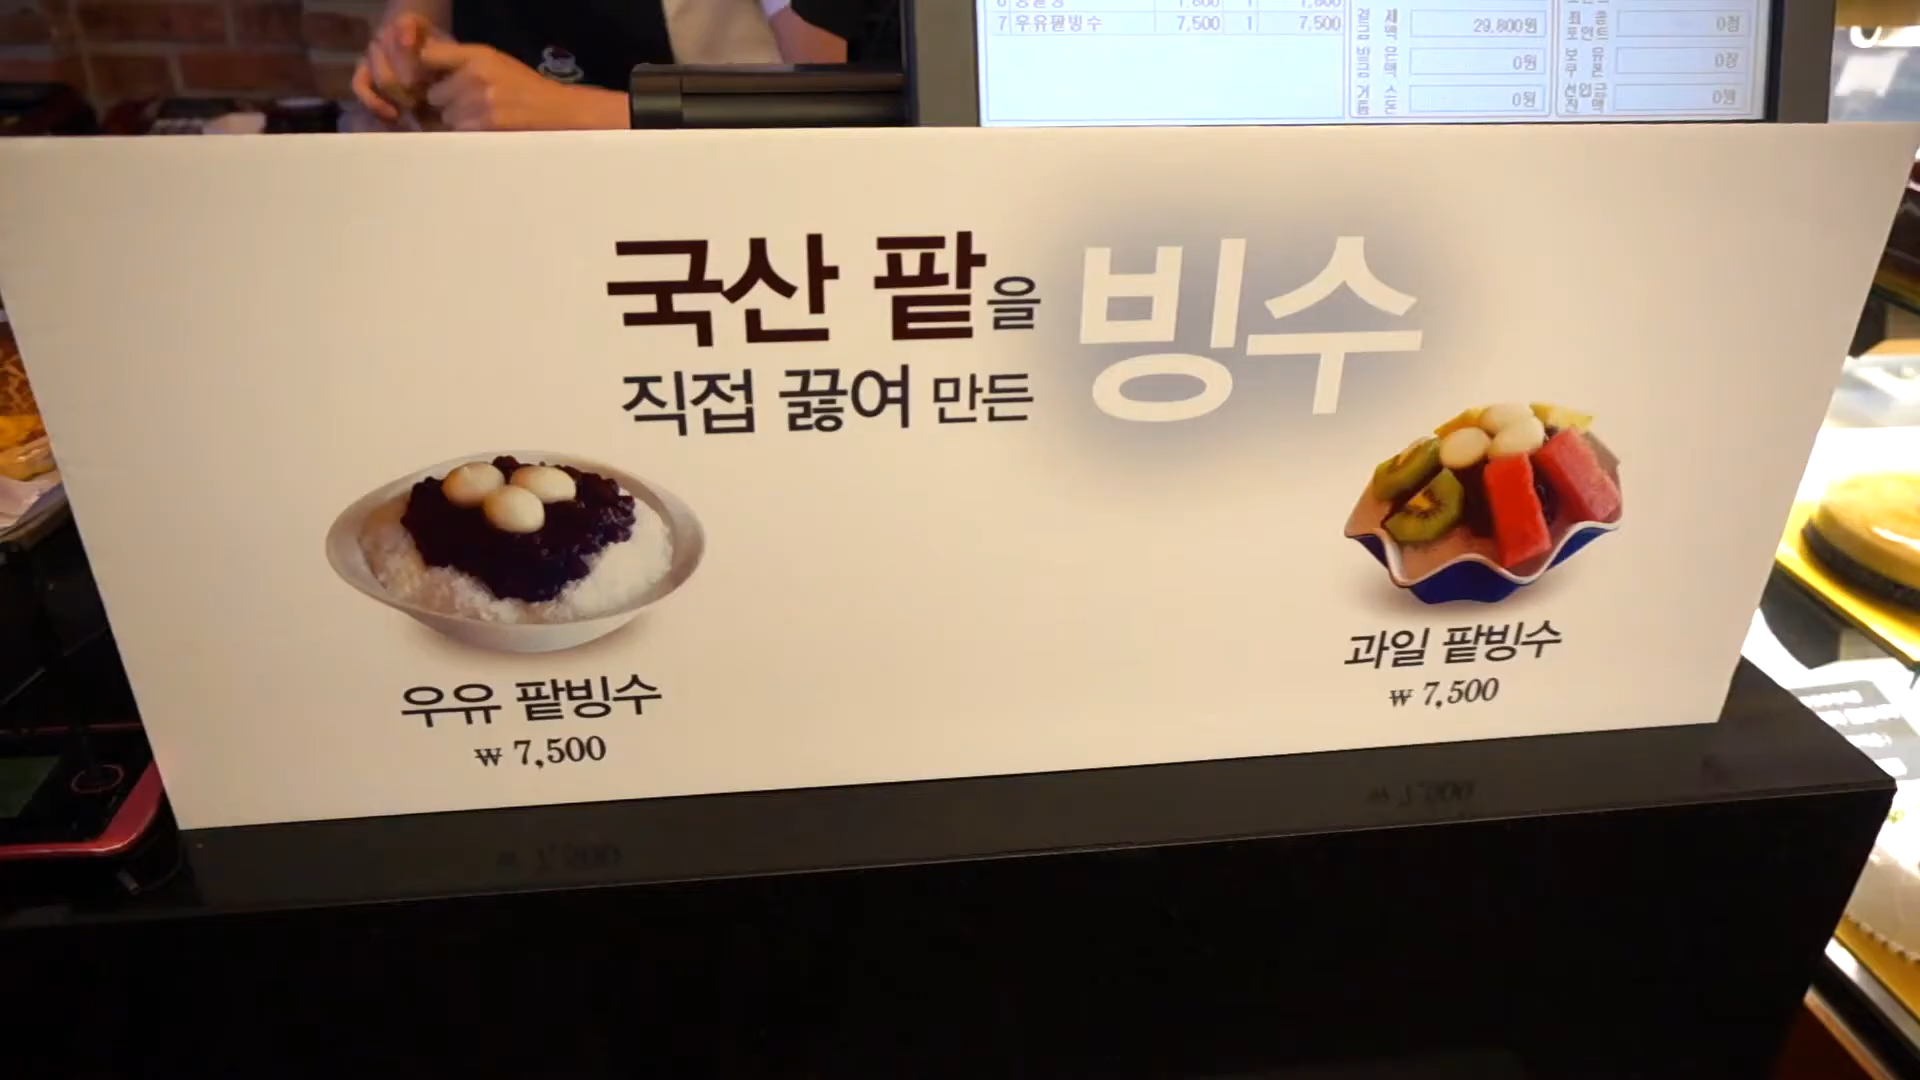 7 우유팥빙수 7,500 1 7,500
29,800원
0원
0원
0점
0장
0원
국산 팥을 빙수
직접 끓여 만든
우유 팥빙수
₩ 7,500
과일 팥빙수
₩ 7,500